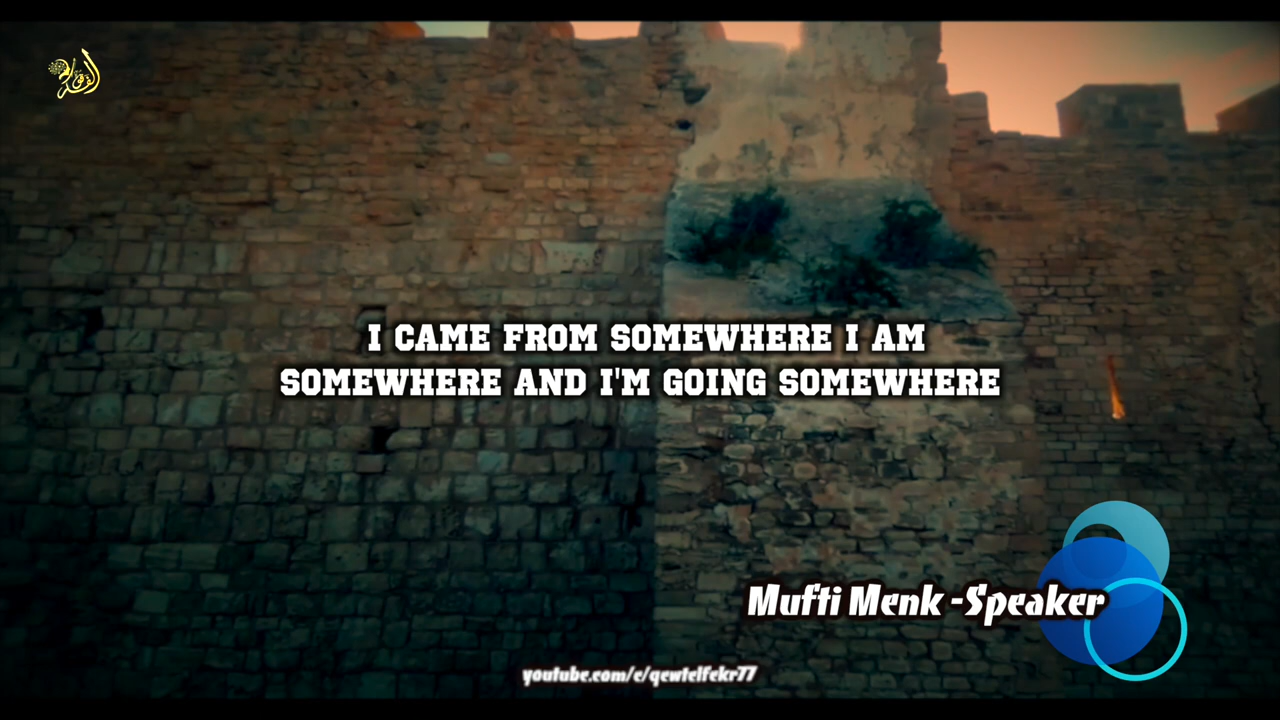 I CAME FROM SOMEWHERE I AM
SOMEWHERE AND I'M GOING SOMEWHERE
Mufti Menk -Speaker
youtube.com/c/qewtelfekr77